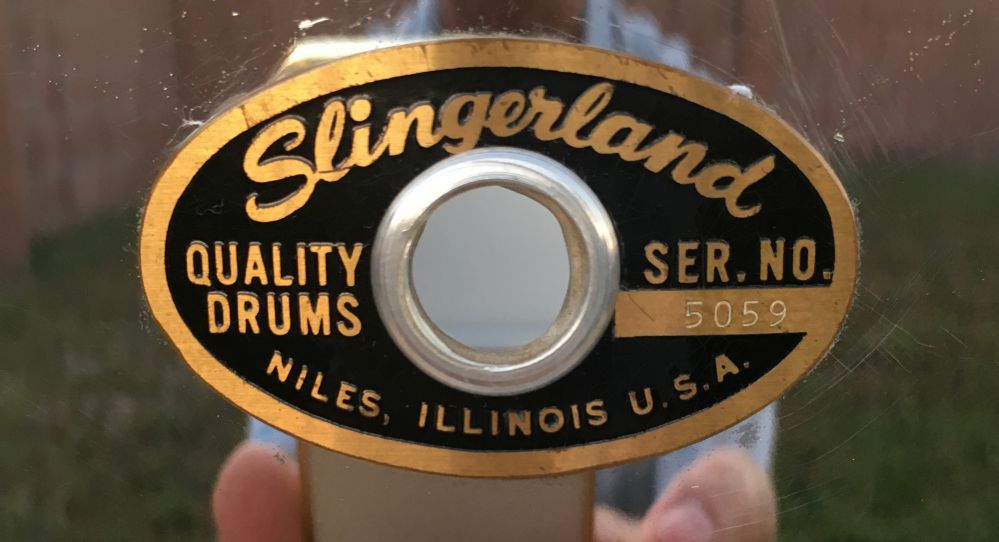 Slingerland
QUALITY
DRUMS
SER. NO.
5059
NILES, ILLINOIS U.S.A.